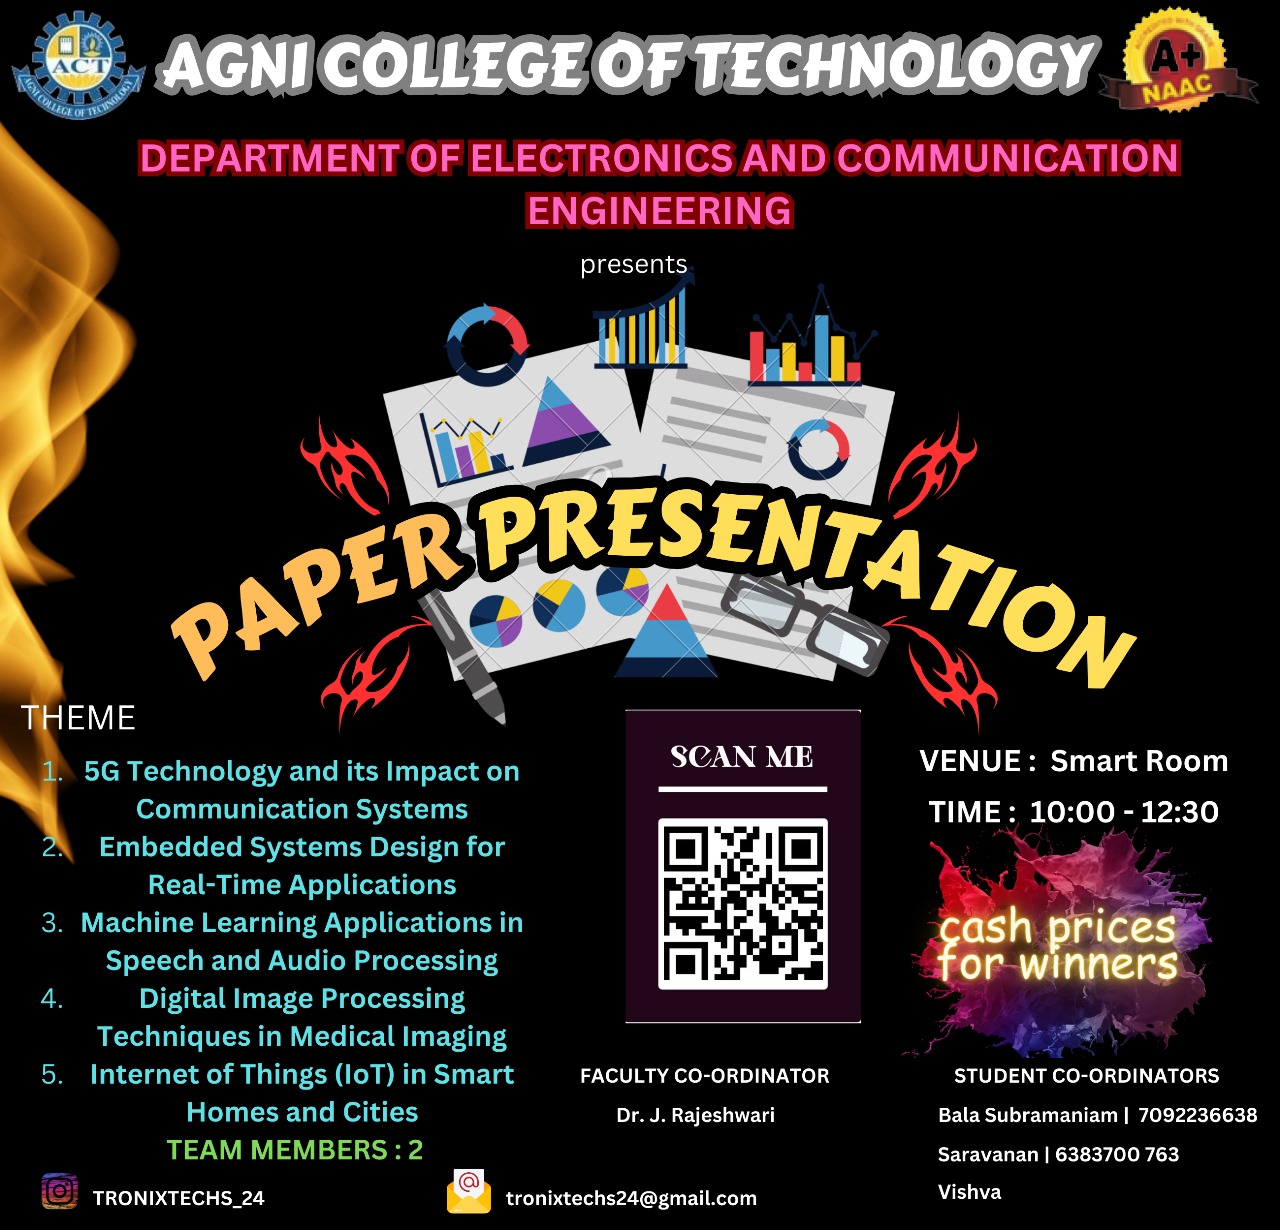 ACT
AGNI COLLEGE OF TECHNOLOGY
AGNI COLLEGE OF TECHNOLOGY
A+
NAAC
DEPARTMENT OF ELECTRONICS AND COMMUNICATION
ENGINEERING
presents
PAPER PRESENTATION
THEME
1. 5G Technology and its Impact on
Communication Systems
2. Embedded Systems Design for
Real-Time Applications
3. Machine Learning Applications in
Speech and Audio Processing
4. Digital Image Processing
Techniques in Medical Imaging
5. Internet of Things (IoT) in Smart
Homes and Cities
TEAM MEMBERS : 2
SCAN ME
VENUE : Smart Room
TIME : 10:00 - 12:30
cash prices
for winners
FACULTY CO-ORDINATOR
Dr. J. Rajeshwari
STUDENT CO-ORDINATORS
Bala Subramaniam | 7092236638
Saravanan | 6383700 763
Vishva
TRONIXTECHS_24
tronixtechs24@gmail.com